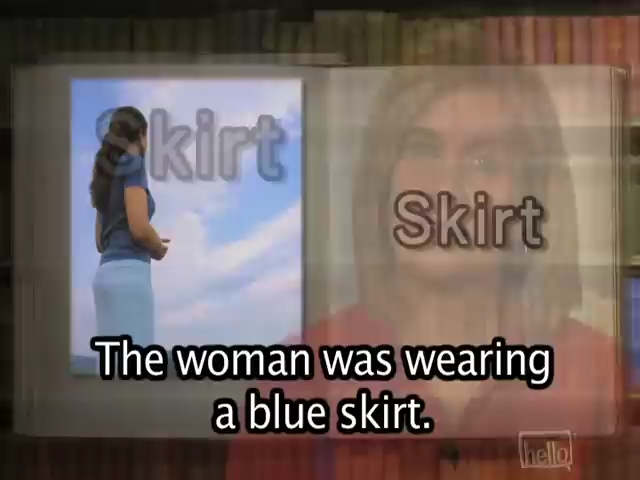 Skirt
Skirt
The woman was wearing
a blue skirt.
hello